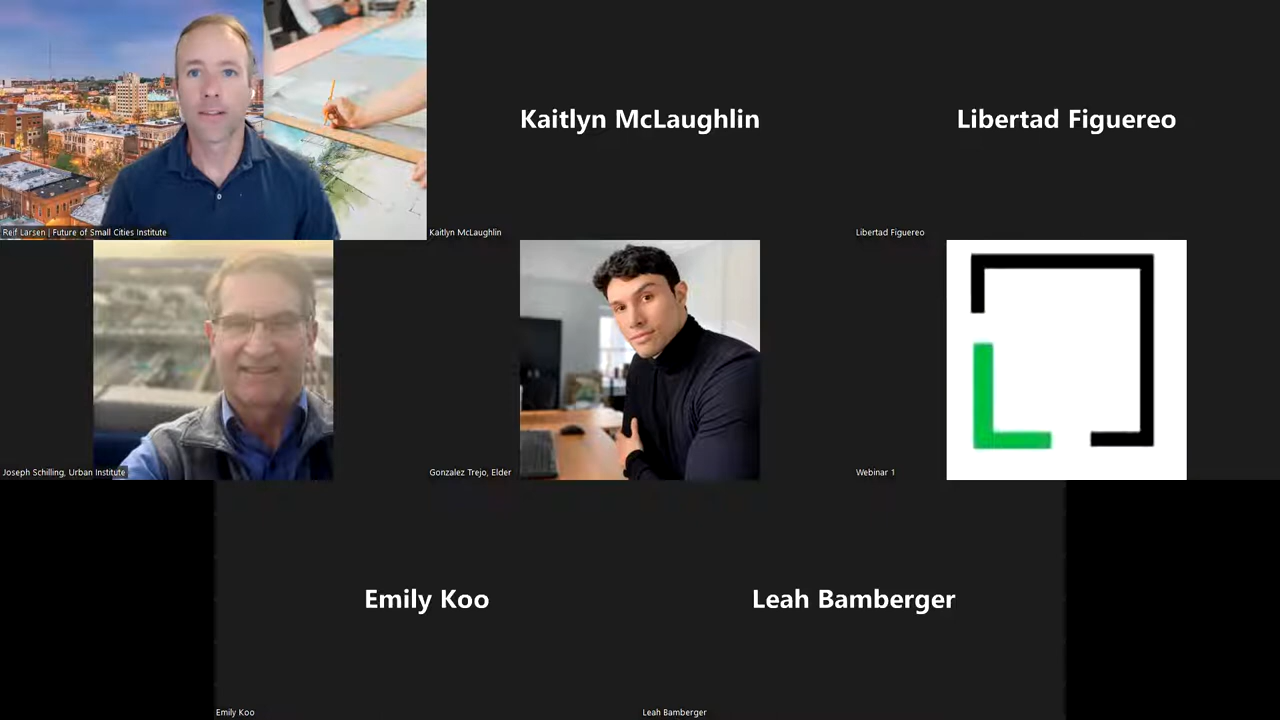 Kaitlyn McLaughlin
Libertad Figuereo
Reif Larsen | Future of Small Cities Institute
Kaitlyn McLaughlin
Libertad Figuereo
Joseph Schilling, Urban Institute
Gonzalez Trejo, Elder
Webinar 1
Emily Koo
Leah Bamberger
Emily Koo
Leah Bamberger